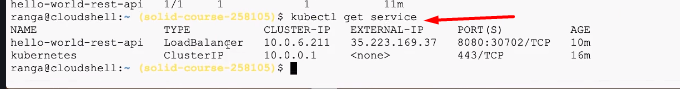 hello-world-rest-api 1/1 1 1 11m
ranga@cloudshell:~ (solid-course-258105)$ kubectl get service
NAME TYPE CLUSTER-IP EXTERNAL-IP PORT(S) AGE
hello-world-rest-api LoadBalancer 10.0.6.211 35.223.169.37 8080:30702/TCP 10m
kubernetes ClusterIP 10.0.0.1 <none> 443/TCP 16m
ranga@cloudshell:~ (solid-course-258105)$